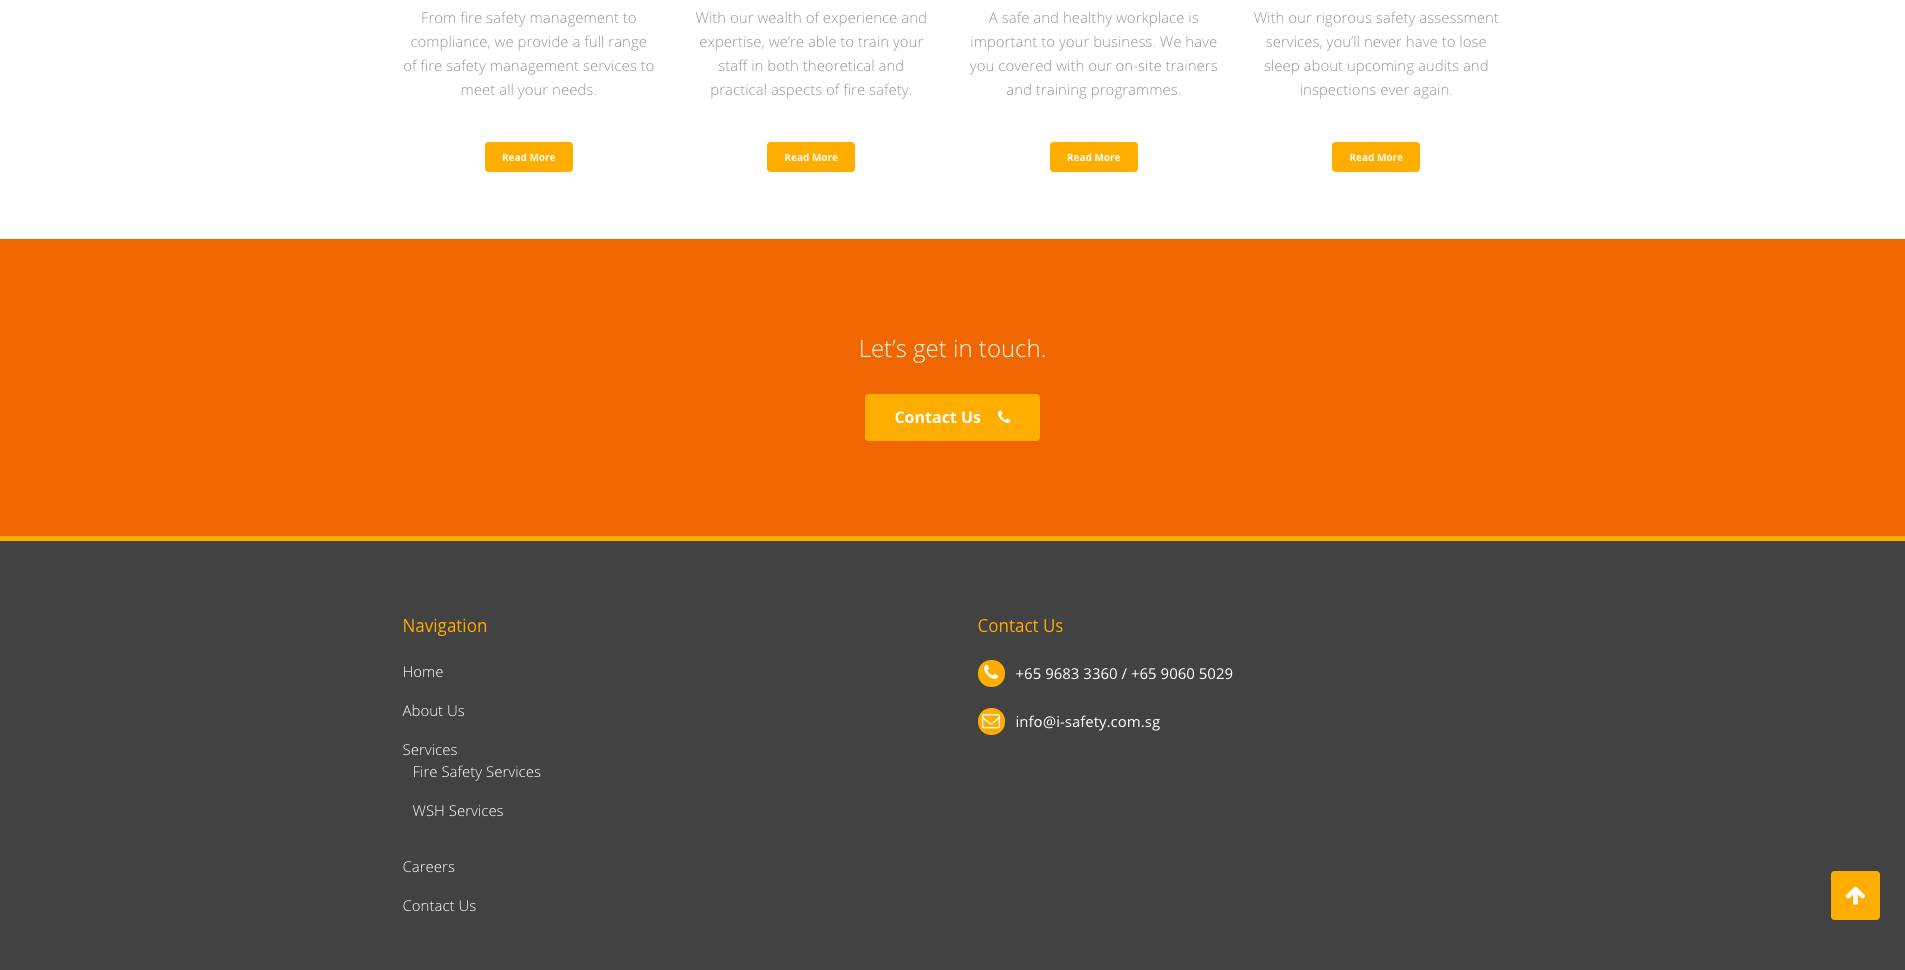 From fire safety management to
compliance, we provide a full range
of fire safety management services to
meet all your needs.
Read More
With our wealth of experience and
expertise, we’re able to train your
staff in both theoretical and
practical aspects of fire safety.
Read More
A safe and healthy workplace is
important to your business. We have
you covered with our on-site trainers
and training programmes.
Read More
With our rigorous safety assessment
services, you’ll never have to lose
sleep about upcoming audits and
inspections ever again.
Read More
Let’s get in touch.
Contact Us
Navigation
Home
About Us
Services
Fire Safety Services
WSH Services
Careers
Contact Us
Contact Us
+65 9683 3360 / +65 9060 5029
info@i-safety.com.sg